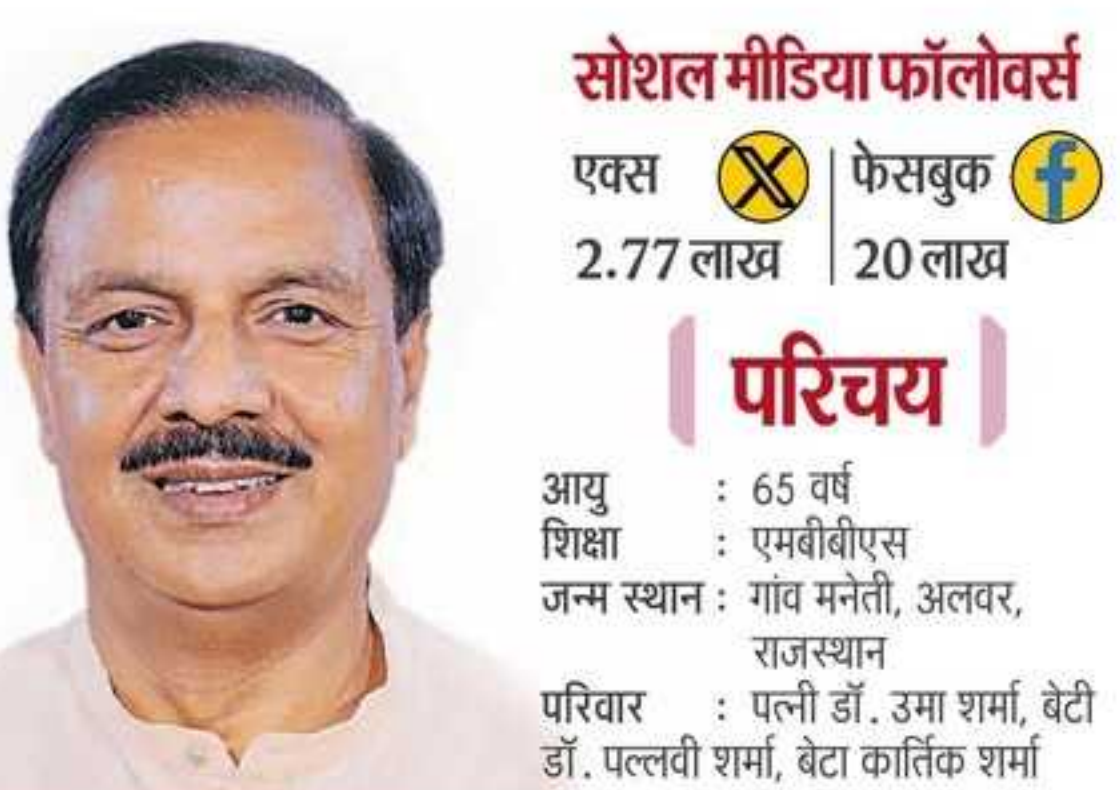 सोशल मीडिया फॉलोवर्स
एक्स
फेसबुक
2.77 लाख
20 लाख
परिचय
आयु : 65 वर्ष
शिक्षा : एमबीबीएस
जन्म स्थान : गांव मनेती, अलवर,
राजस्थान
परिवार : पत्नी डॉ. उमा शर्मा, बेटी
डॉ. पल्लवी शर्मा, बेटा कार्तिक शर्मा